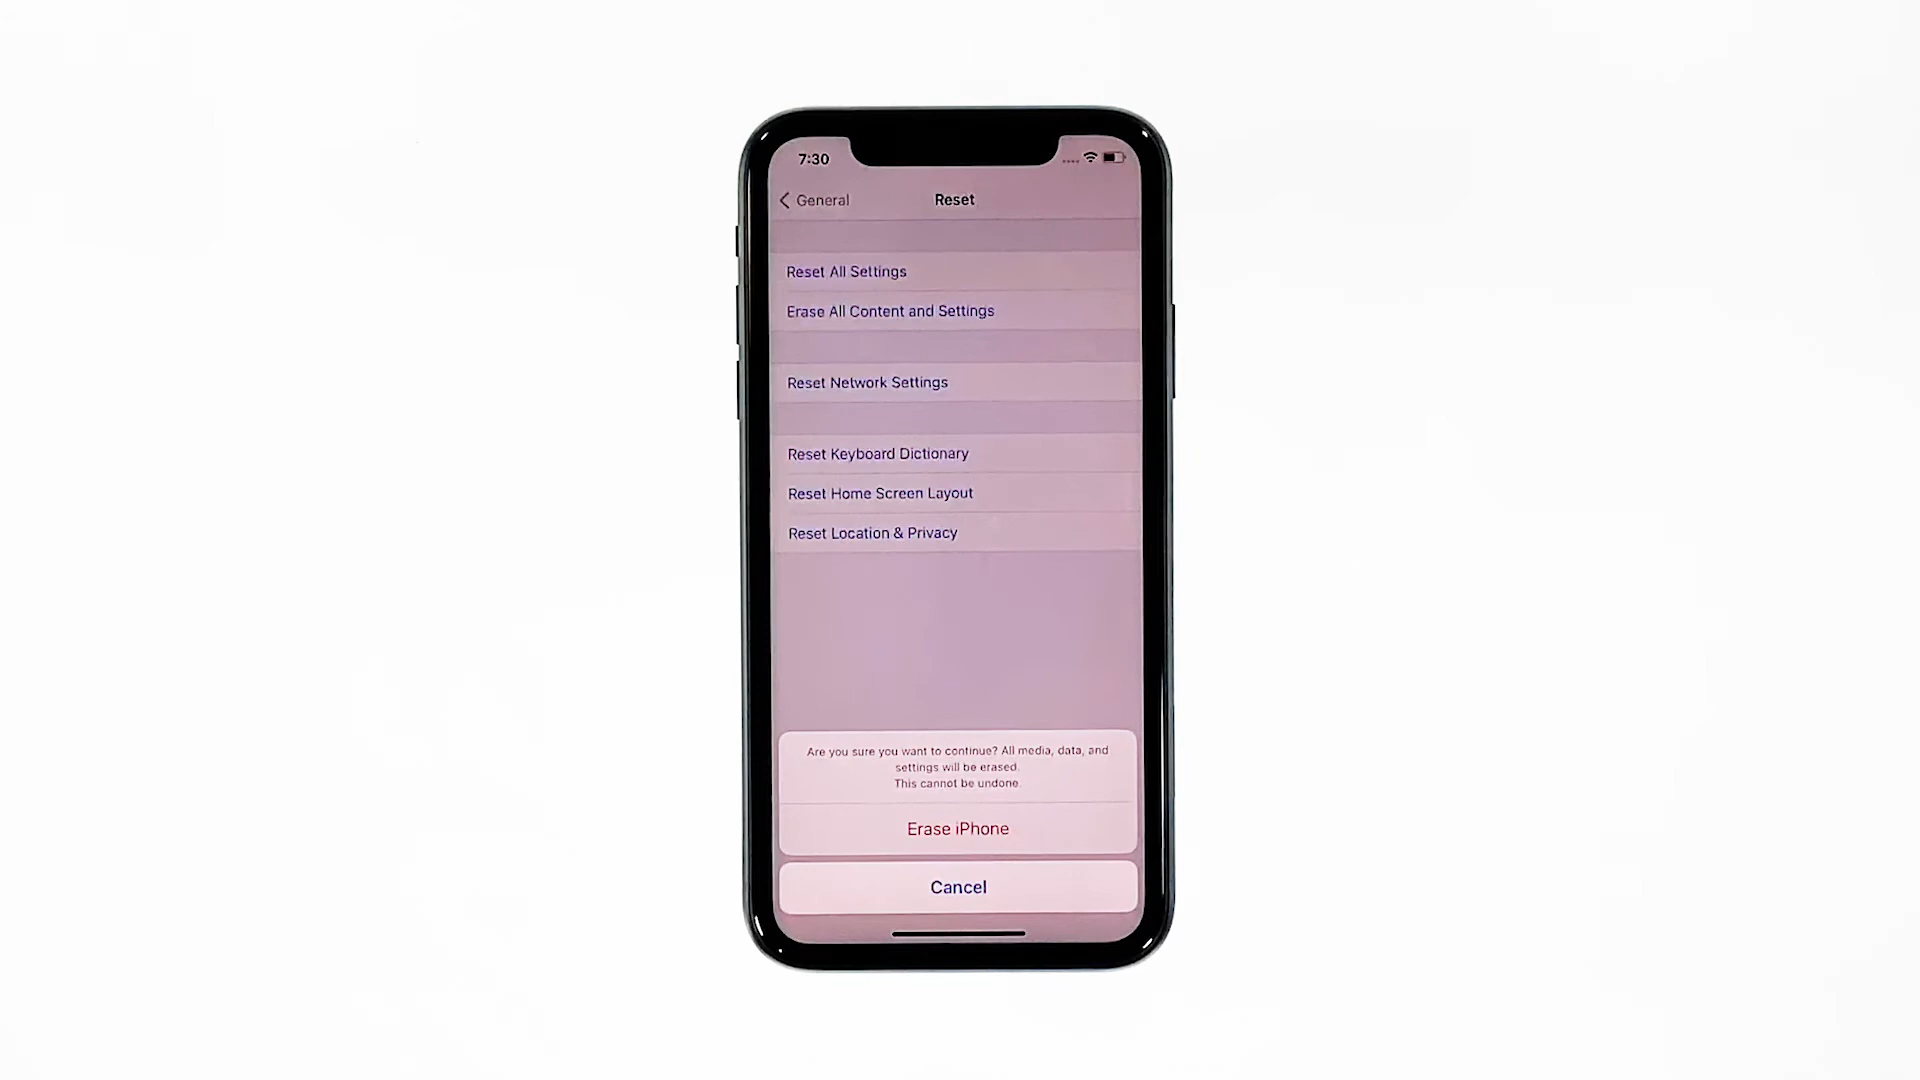 7:30
General
Reset
Reset All Settings
Erase All Content and Settings
Reset Network Settings
Reset Keyboard Dictionary
Reset Home Screen Layout
Reset Location & Privacy
Are you sure you want to continue? All media, data, and
settings will be erased.
This cannot be undone.
Erase iPhone
Cancel